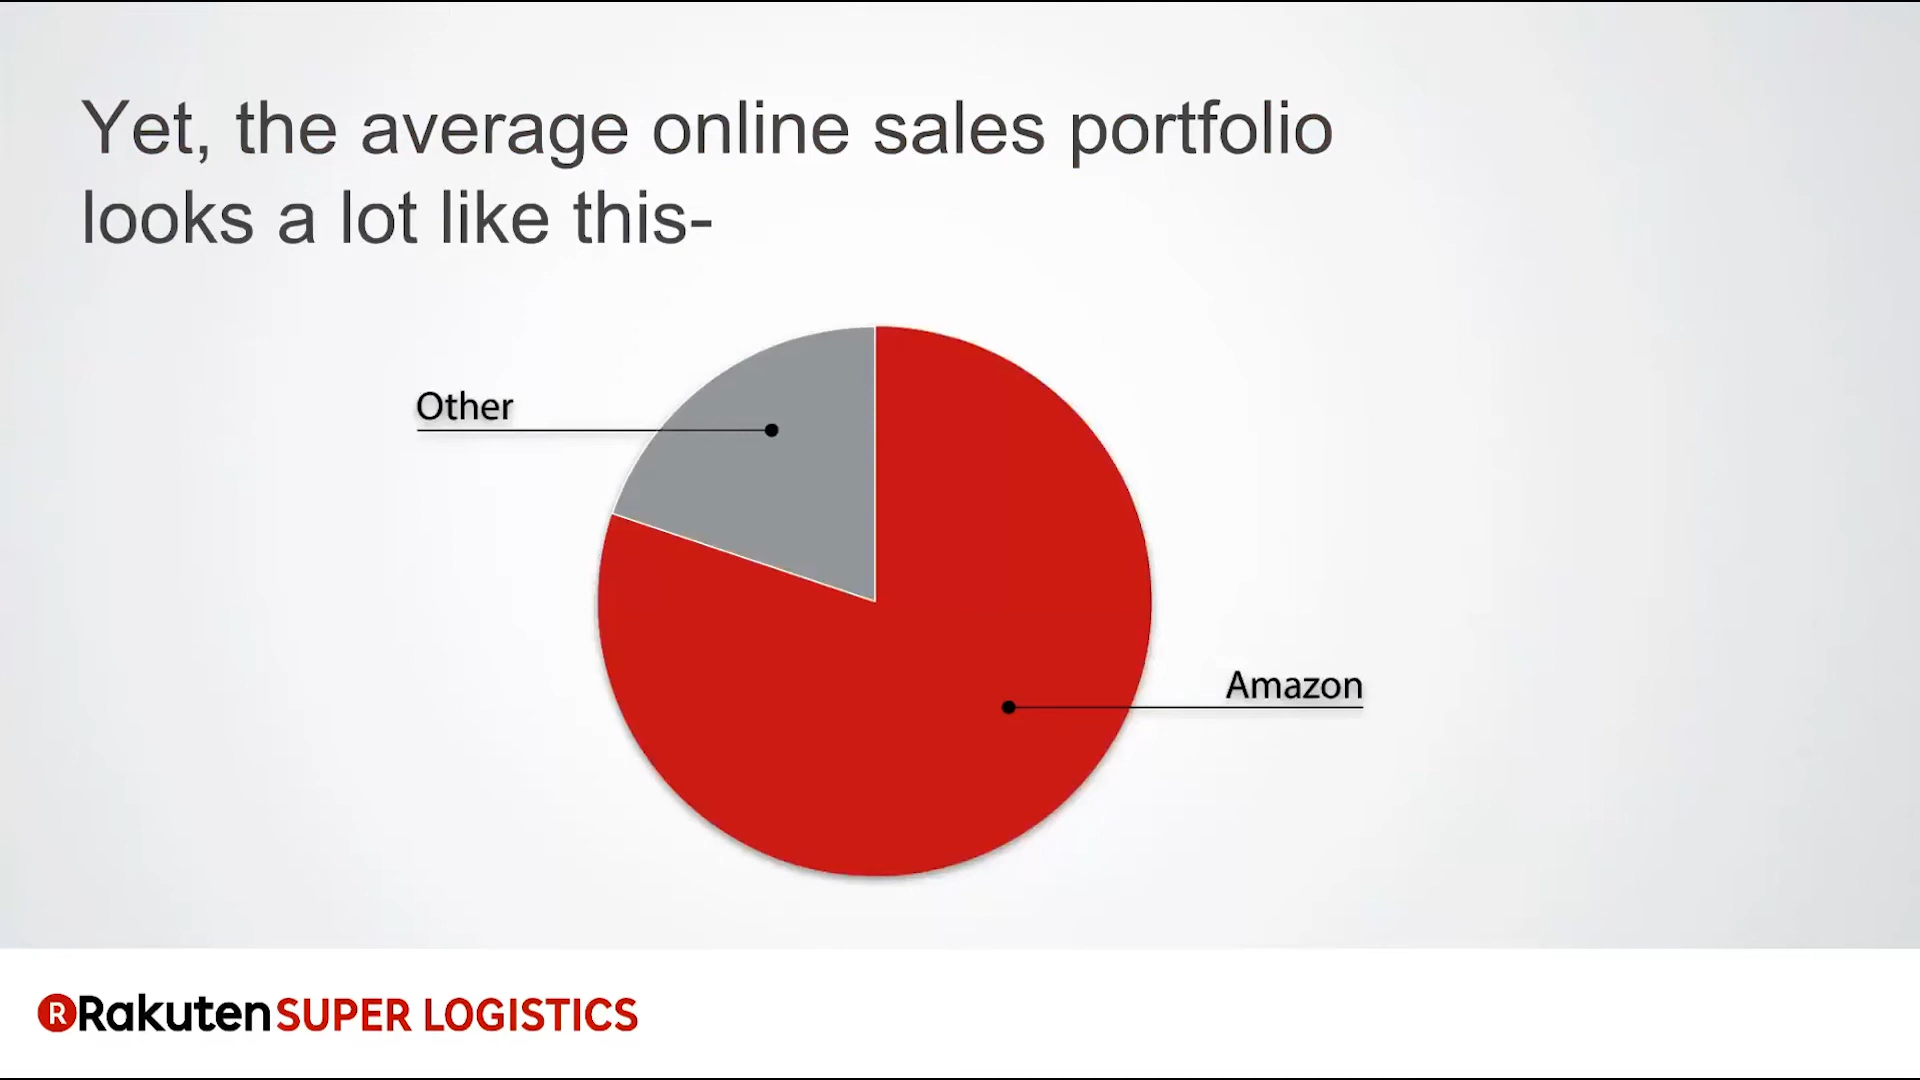 Yet, the average online sales portfolio
looks a lot like this-
Other
Amazon
R Rakuten SUPER LOGISTICS